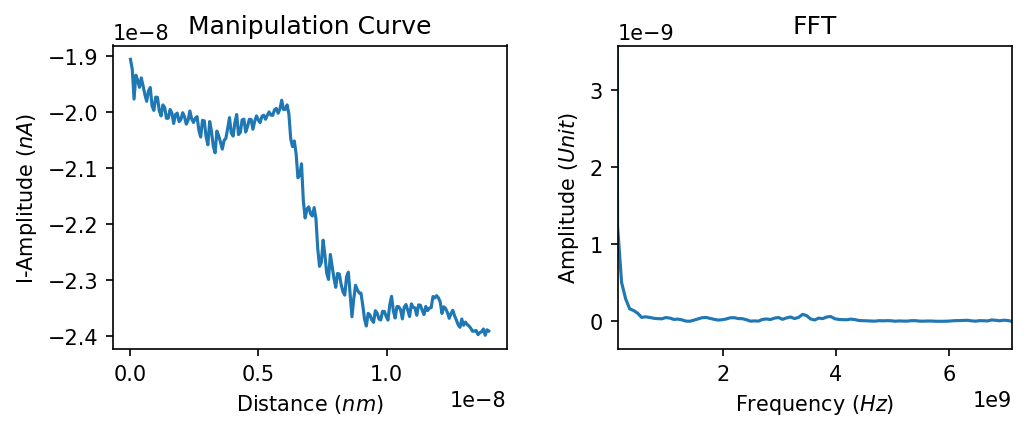 Manipulation Curve
1e−8
−1.9
−2.0
−2.1
−2.2
−2.3
−2.4
I-Amplitude (nA)
0.0 0.5 1.0
1e−8
Distance (nm)
FFT
1e−9
3
2
1
0
Amplitude (Unit)
2 4 6
1e9
Frequency (Hz)